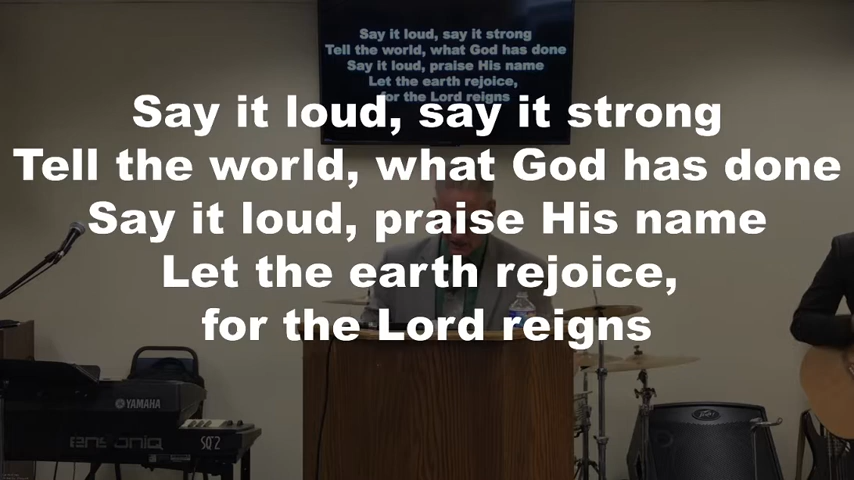 Say it loud, say it strong
Tell the world, what God has done
Say it loud, praise His name
Let the earth rejoice,
for the Lord reigns
Say it loud, say it strong
Tell the world, what God has done
Say it loud, praise His name
Let the earth rejoice,
for the Lord reigns
YAMAHA
ensoniq
SQ2
PEAVEY